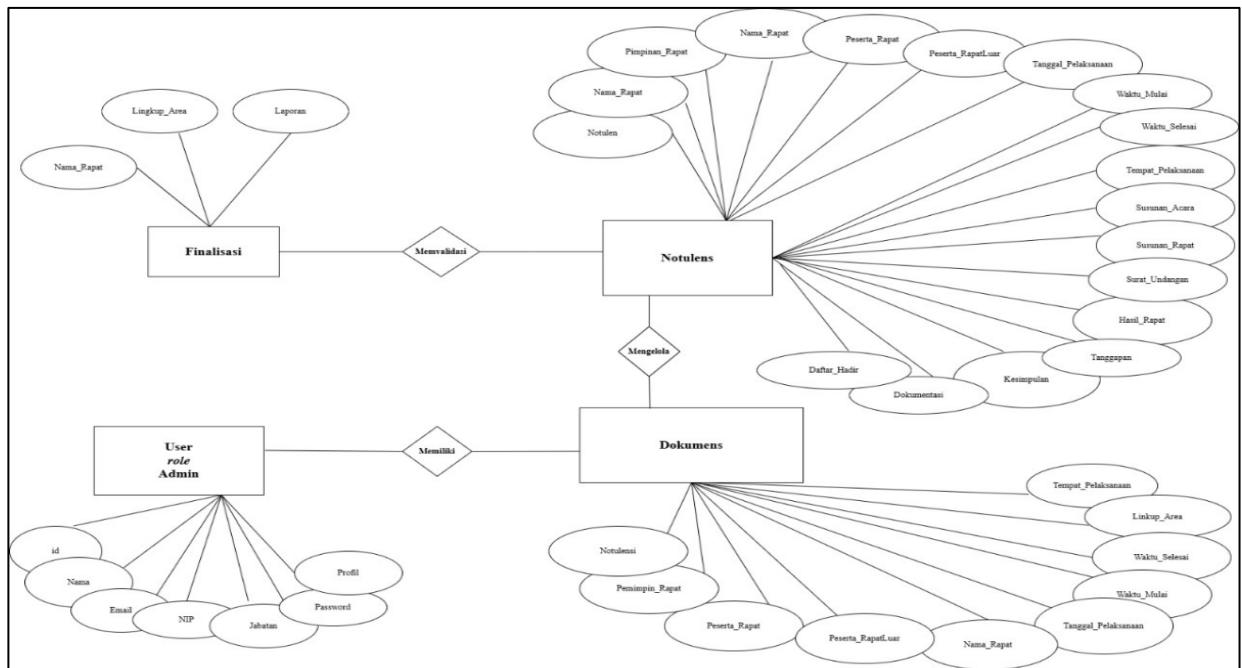 Nama_Rapat
Peserta_Rapat
Pimpinan_Rapat
Peserta_RapatLuar
Tanggal_Pelaksanaan
Nama_Rapat
Waktu_Mulai
Lingkup_Area
Laporan
Notulen
Waktu_Selesai
Nama_Rapat
Tempat_Pelaksanaan
Susunan_Acara
Finalisasi
Memvalidasi
Notulens
Susunan_Rapat
Surat_Undangan
Hasil_Rapat
Mengelola
Tanggapan
Daftar_Hadir
Kesimpulan
Dokumentasi
User
role
Admin
Memiliki
Dokumens
Tempat_Pelaksanaan
Linkup_Area
id
Notulensi
Waktu_Selesai
Nama
Profil
Pemimpin_Rapat
Waktu_Mulai
Email
Password
NIP
Jabatan
Peserta_Rapat
Peserta_RapatLuar
Nama_Rapat
Tanggal_Pelaksanaan